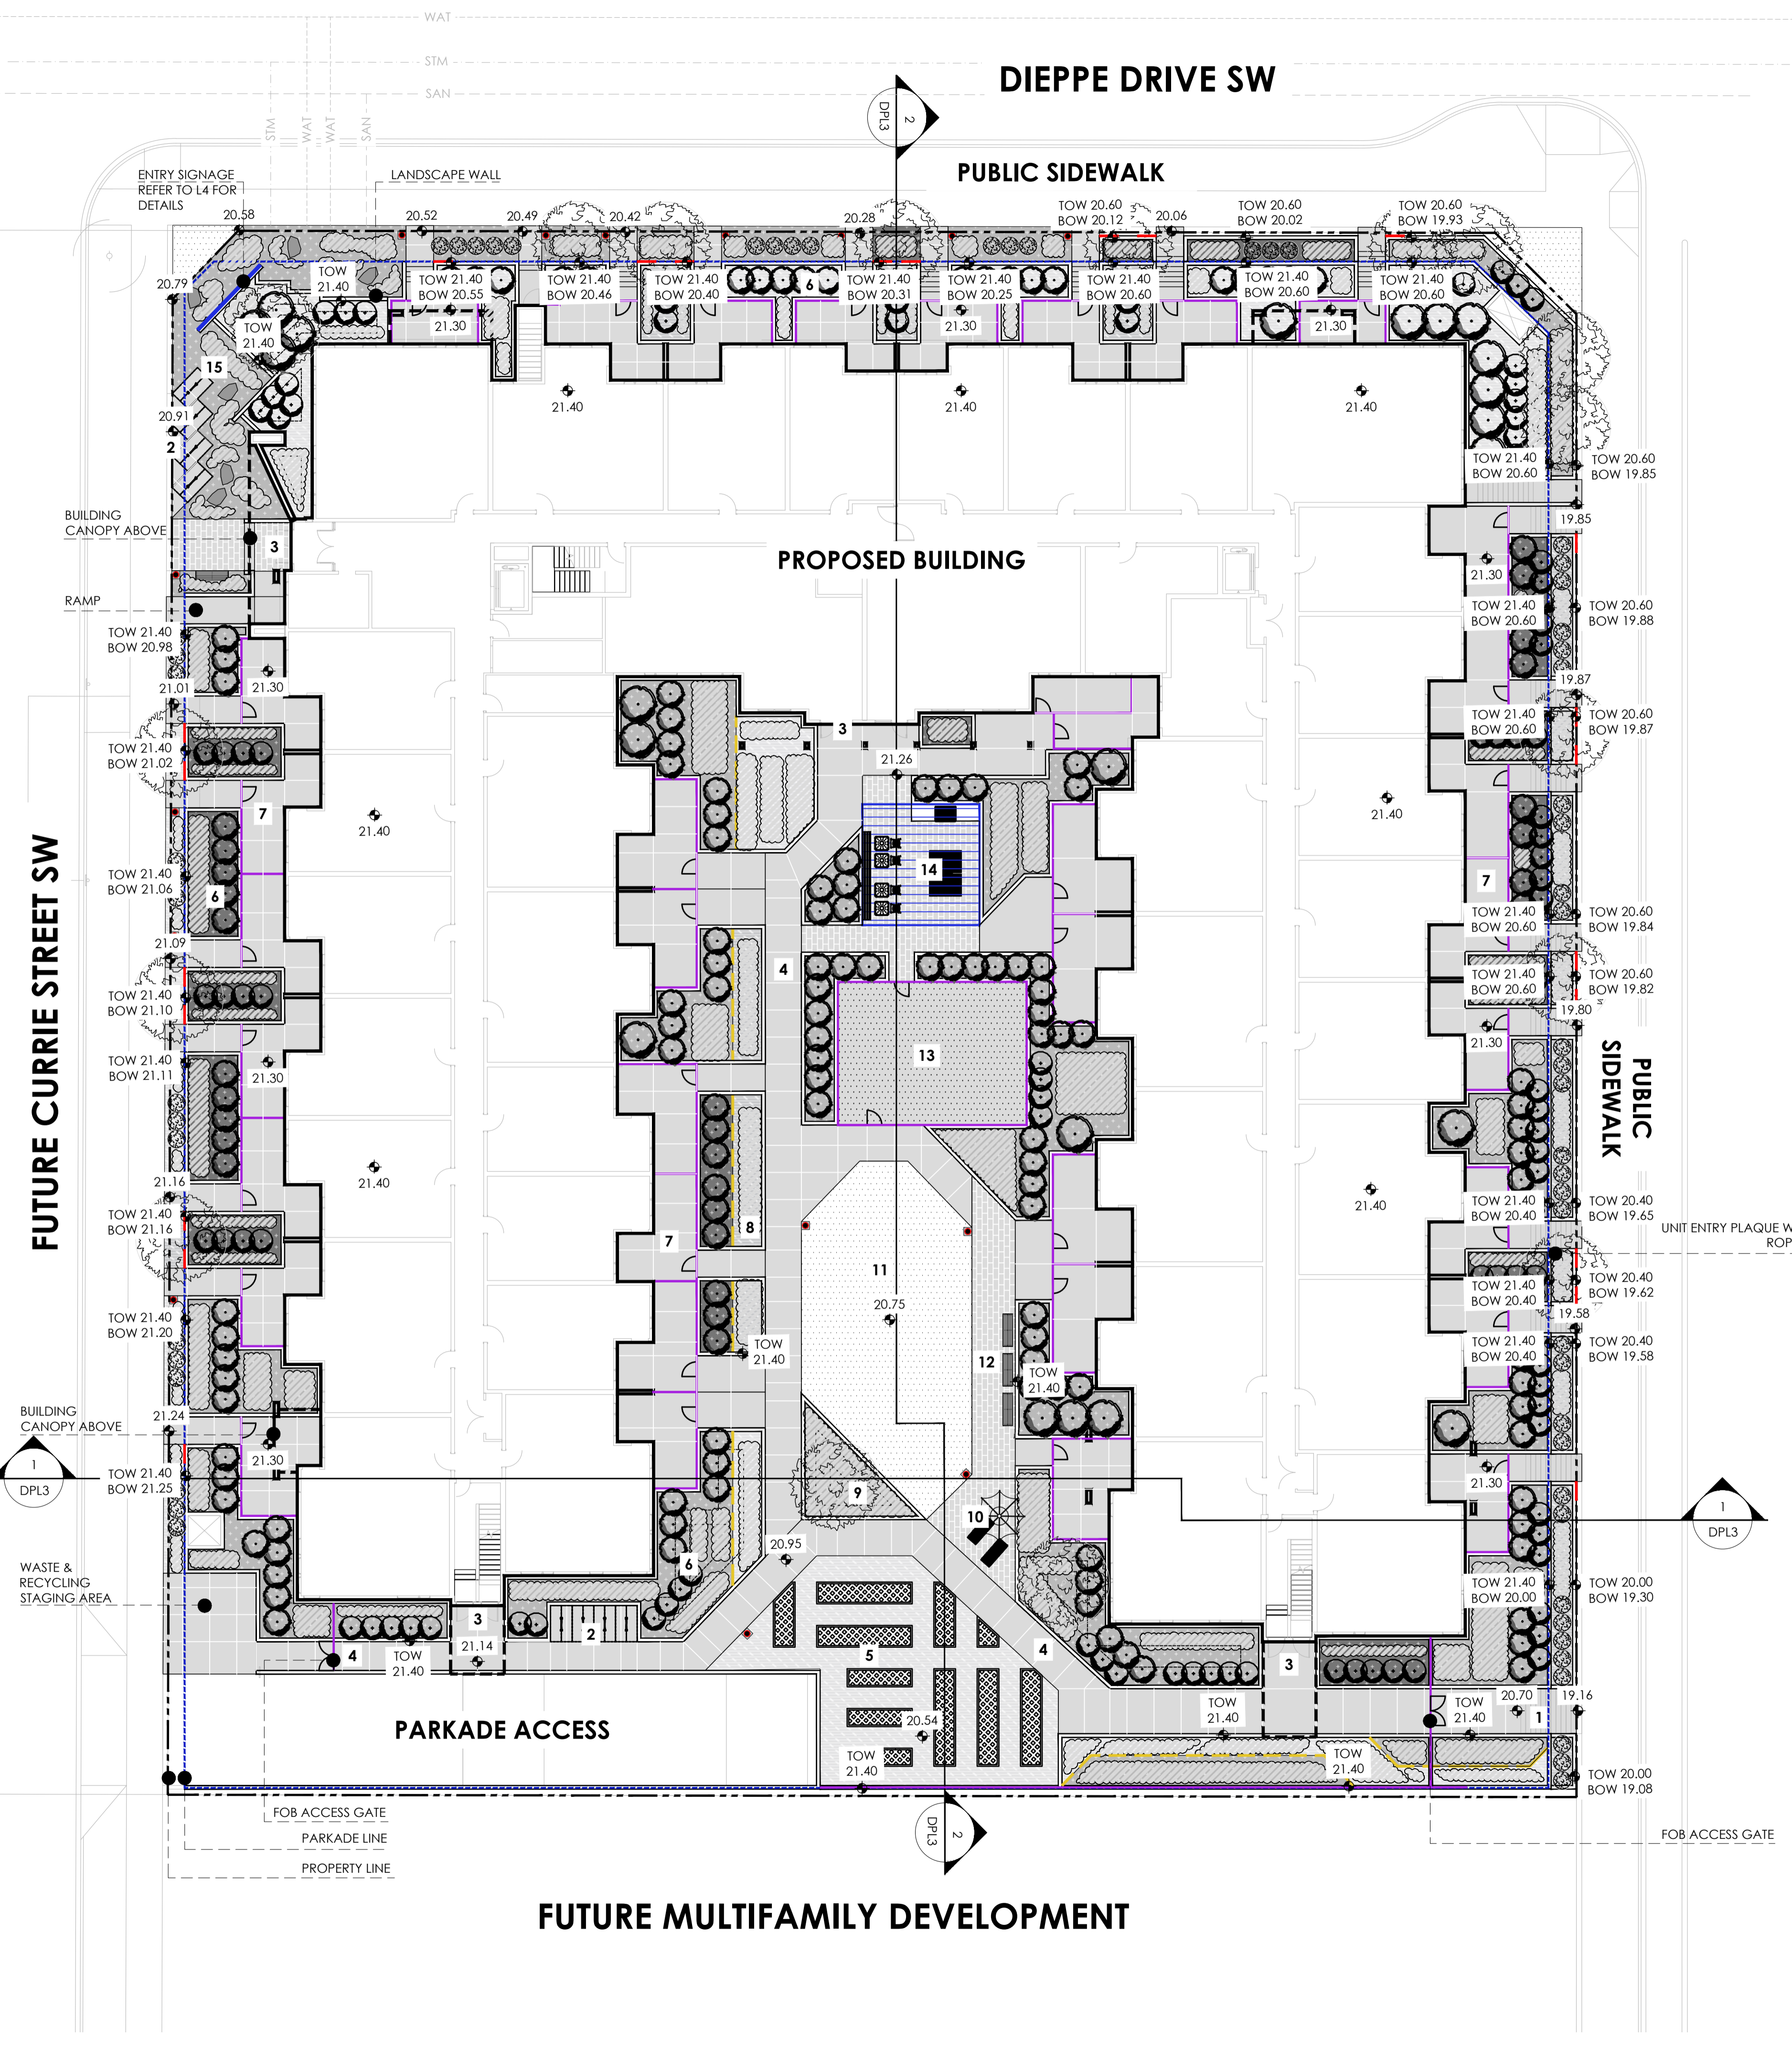 WAT
STM
SAN
STM
WAT
WAT
SAN
DIEPPE DRIVE SW
2
DPL3
PUBLIC SIDEWALK
ENTRY SIGNAGE
REFER TO L4 FOR
DETAILS
LANDSCAPE WALL
20.58
20.52
20.49
20.42
20.28
TOW 20.60
BOW 20.12
20.06
TOW 20.60
BOW 20.02
TOW 20.60
BOW 19.93
20.79
TOW
21.40
TOW 21.40
BOW 20.55
TOW 21.40
BOW 20.46
TOW 21.40
BOW 20.40
6
TOW 21.40
BOW 20.31
TOW 21.40
BOW 20.25
TOW 21.40
BOW 20.60
TOW 21.40
BOW 20.60
TOW 21.40
BOW 20.60
TOW
21.40
21.30
21.30
21.30
15
20.91
2
21.40
21.40
21.40
TOW 21.40
BOW 20.60
TOW 20.60
BOW 19.85
BUILDING
CANOPY ABOVE
3
19.85
PROPOSED BUILDING
21.30
RAMP
TOW 21.40
BOW 20.60
TOW 20.60
BOW 19.88
TOW 21.40
BOW 20.98
21.01
21.30
19.87
TOW 21.40
BOW 21.02
3
21.26
TOW 21.40
BOW 20.60
TOW 20.60
BOW 19.87
7
21.40
21.40
TOW 21.40
BOW 21.06
6
14
7
FUTURE CURRIE STREET SW
TOW 21.40
BOW 20.60
TOW 20.60
BOW 19.84
21.09
4
TOW 21.40
BOW 20.60
TOW 20.60
BOW 19.82
TOW 21.40
BOW 21.10
19.80
21.30
TOW 21.40
BOW 21.11
21.30
13
PUBLIC
SIDEWALK
21.40
21.40
21.16
TOW 21.40
BOW 20.40
TOW 20.40
BOW 19.65
TOW 21.40
BOW 21.16
7
8
UNIT ENTRY PLAQUE W
ROP
11
20.75
TOW 21.40
BOW 20.40
TOW 20.40
BOW 19.62
19.58
TOW 21.40
BOW 21.20
TOW
21.40
12
TOW 21.40
BOW 20.40
TOW 20.40
BOW 19.58
TOW
21.40
21.24
BUILDING
CANOPY ABOVE
21.30
1
DPL3
TOW 21.40
BOW 21.25
9
21.30
10
1
DPL3
20.95
6
WASTE &
RECYCLING
STAGING AREA
TOW 21.40
BOW 20.00
TOW 20.00
BOW 19.30
3
21.14
2
4
TOW
21.40
5
4
3
20.70
19.16
1
TOW
21.40
TOW
21.40
PARKADE ACCESS
20.54
TOW
21.40
TOW
21.40
TOW 20.00
BOW 19.08
FOB ACCESS GATE
PARKADE LINE
PROPERTY LINE
2
DPL3
FOB ACCESS GATE
FUTURE MULTIFAMILY DEVELOPMENT